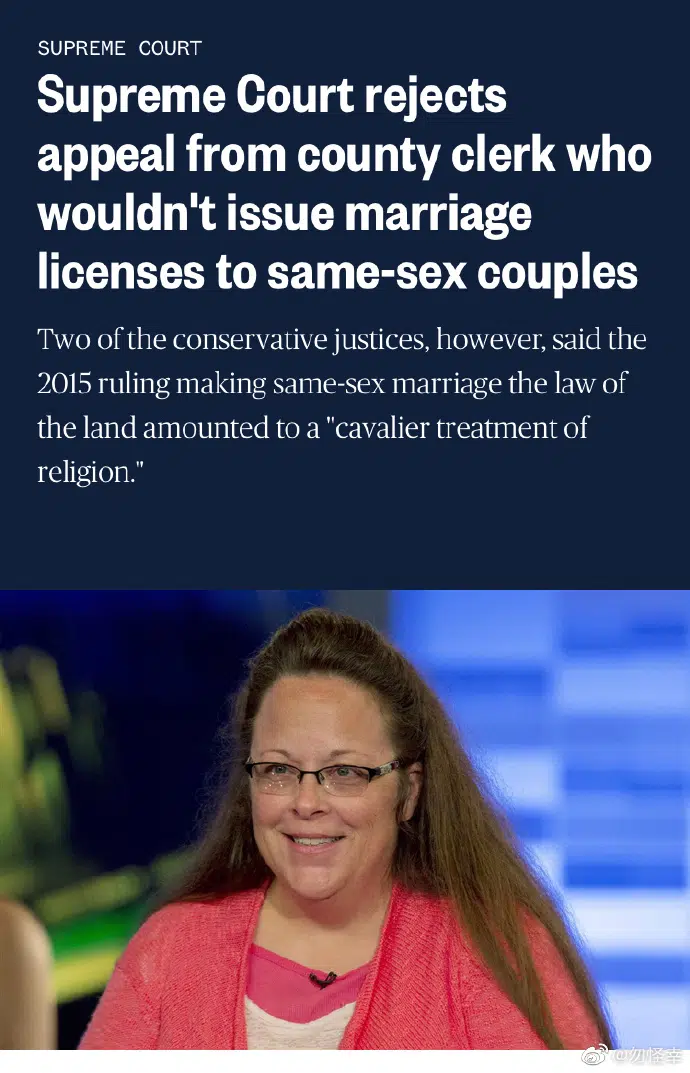 SUPREME COURT
Supreme Court rejects
appeal from county clerk who
wouldn't issue marriage
licenses to same-sex couples
Two of the conservative justices, however, said the
2015 ruling making same-sex marriage the law of
the land amounted to a "cavalier treatment of
religion."
@勿怪幸